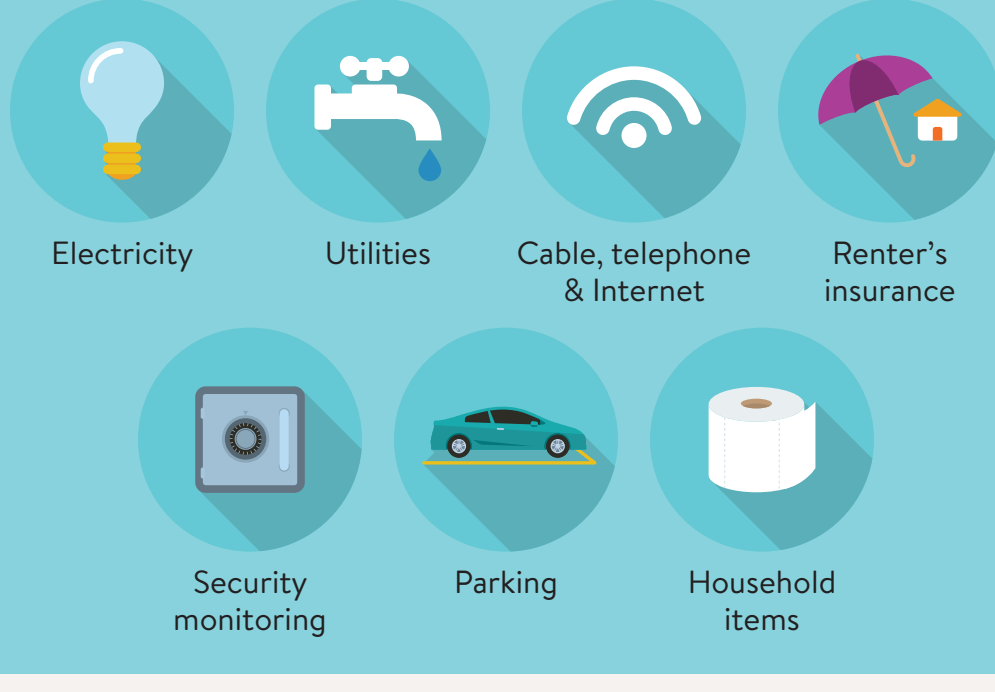 Electricity
Utilities
Cable, telephone
& Internet
Renter’s
insurance
Security
monitoring
Parking
Household
items